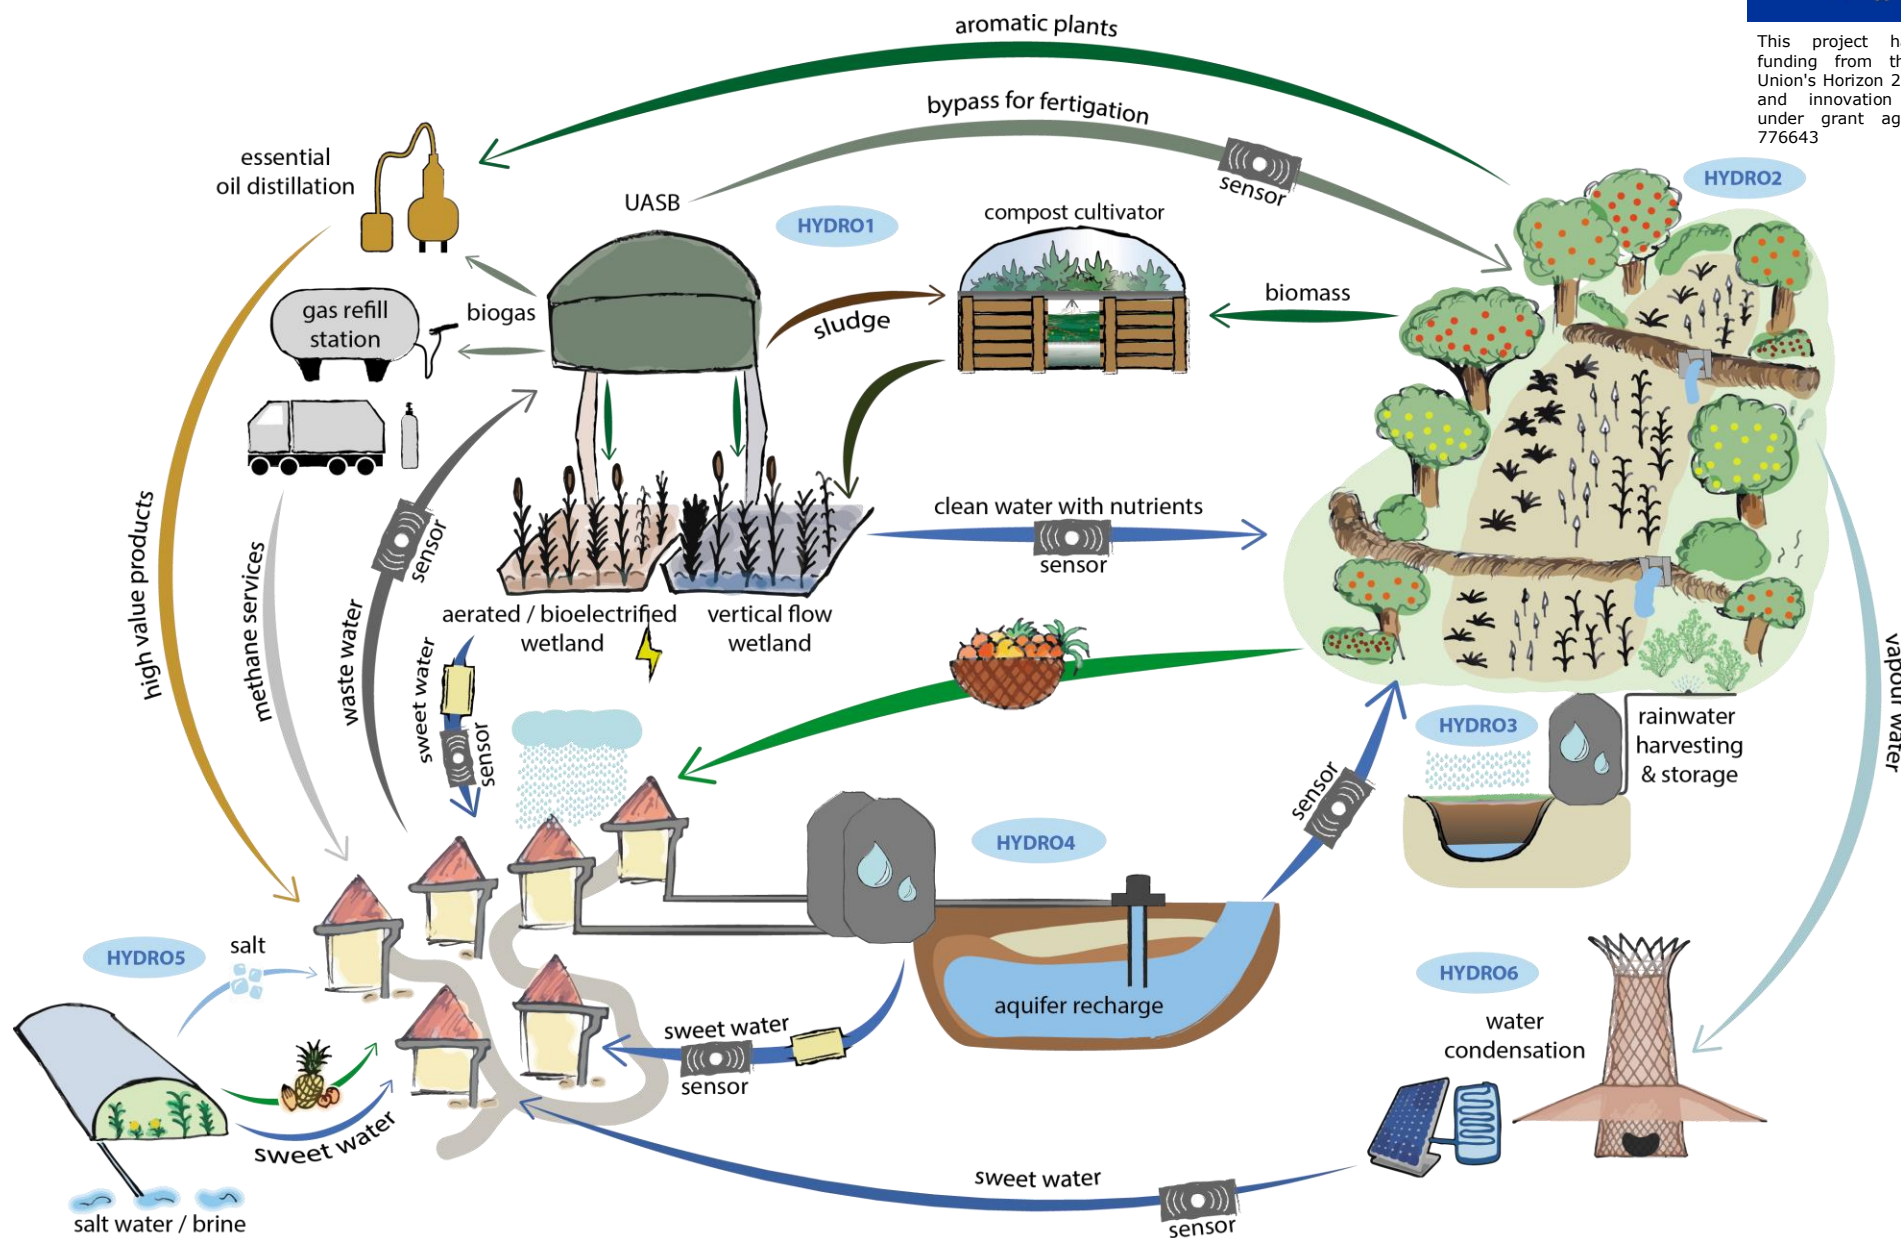 aromatic plants
This project
funding from
Union's Horizon
and innovation
under grant
776643
bypass for fertigation
essential
oil distillation
sensor
HYDRO2
UASB
HYDRO1
compost cultivator
gas refill
station
biogas
sludge
biomass
high value products
methane services
waste water
sensor
clean water with nutrients
sensor
aerated / bioelectrified
wetland
vertical flow
wetland
sweet water
sensor
vapour water
HYDRO3
rainwater
harvesting
& storage
sensor
HYDRO4
HYDRO5
salt
HYDRO6
aquifer recharge
sweet water
sensor
water
condensation
sweet water
sweet water
sensor
salt water / brine